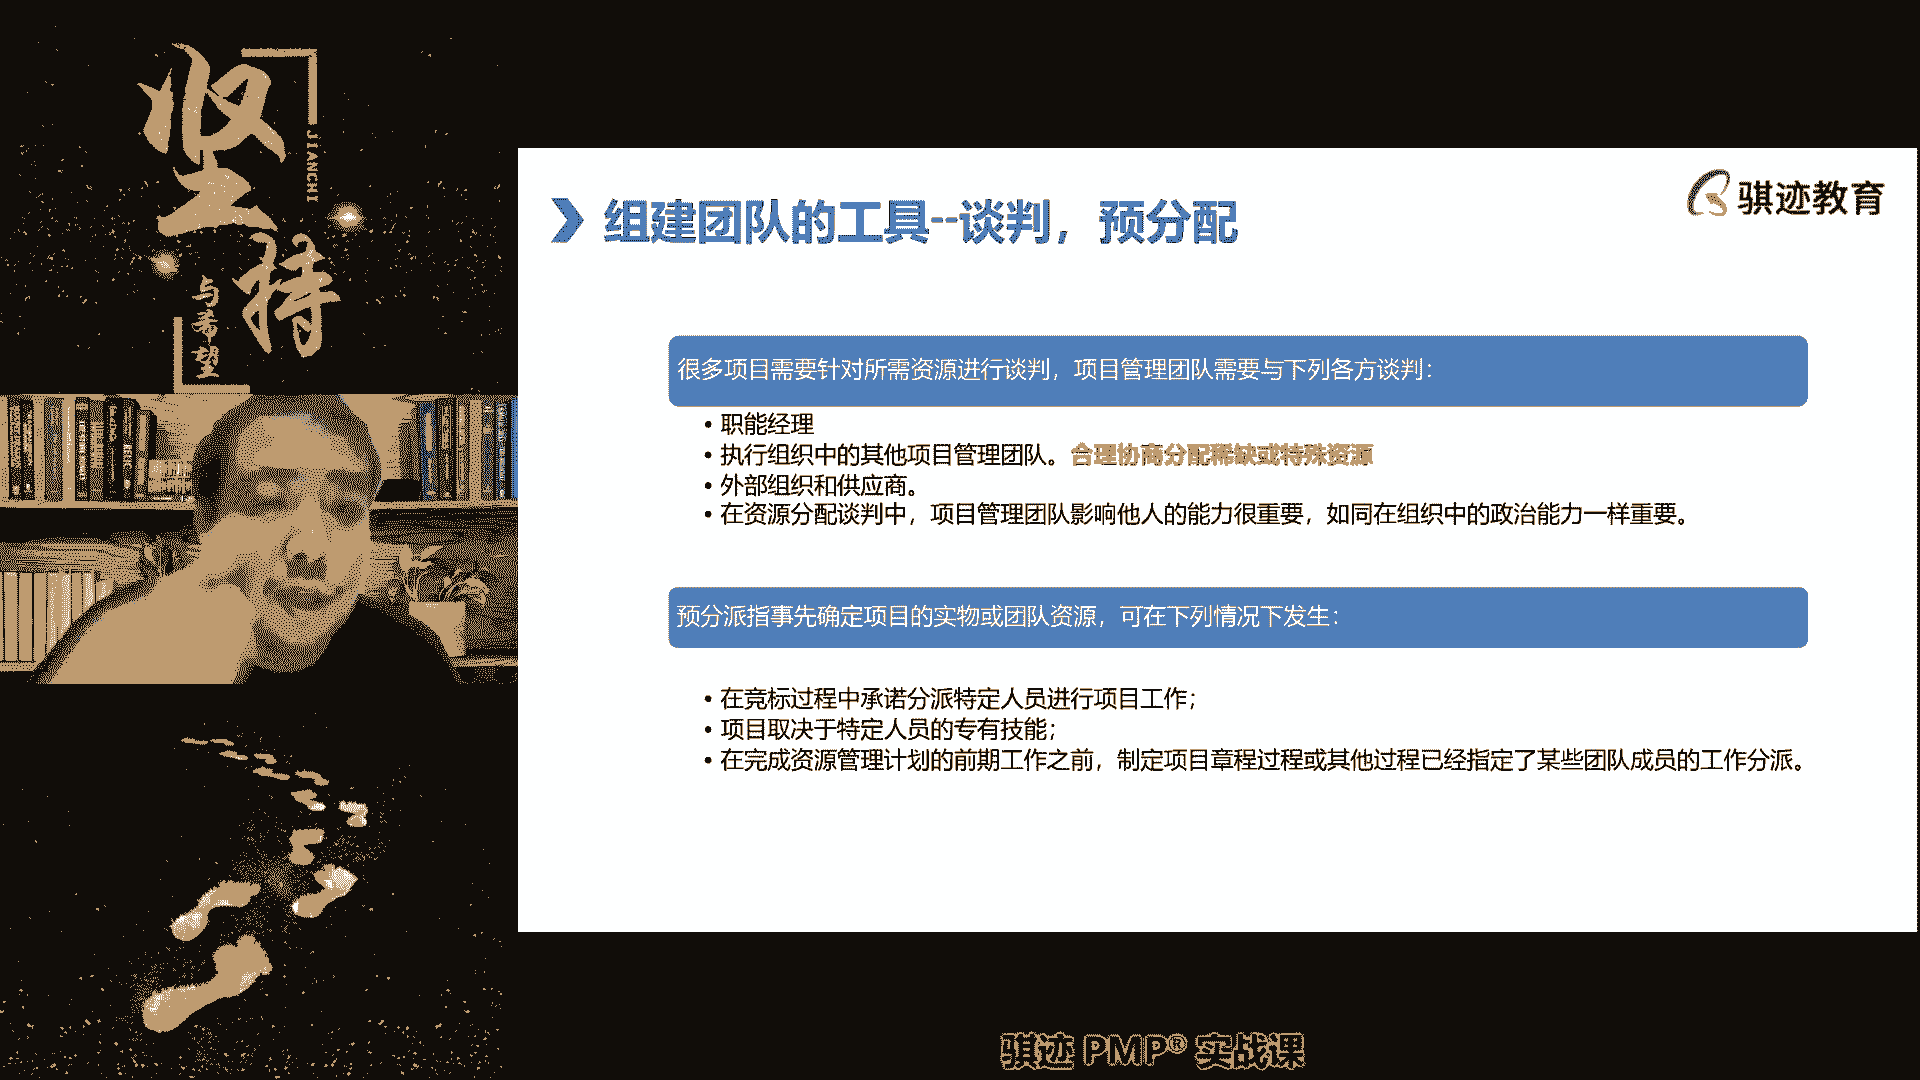 坚持
JIANCHI
与希望
骐迹教育
组建团队的工具--谈判，预分配
很多项目需要针对所需资源进行谈判，项目管理团队需要与下列各方谈判：
• 职能经理
• 执行组织中的其他项目管理团队。合理协商分配稀缺或特殊资源
• 外部组织和供应商。
• 在资源分配谈判中，项目管理团队影响他人的能力很重要，如同在组织中的政治能力一样重要。
预分派指事先确定项目的实物或团队资源，可在下列情况下发生：
• 在竞标过程中承诺分派特定人员进行项目工作；
• 项目取决于特定人员的专有技能；
• 在完成资源管理计划的前期工作之前，制定项目章程过程或其他过程已经指定了某些团队成员的工作分派。
骐迹 PMP® 实战课